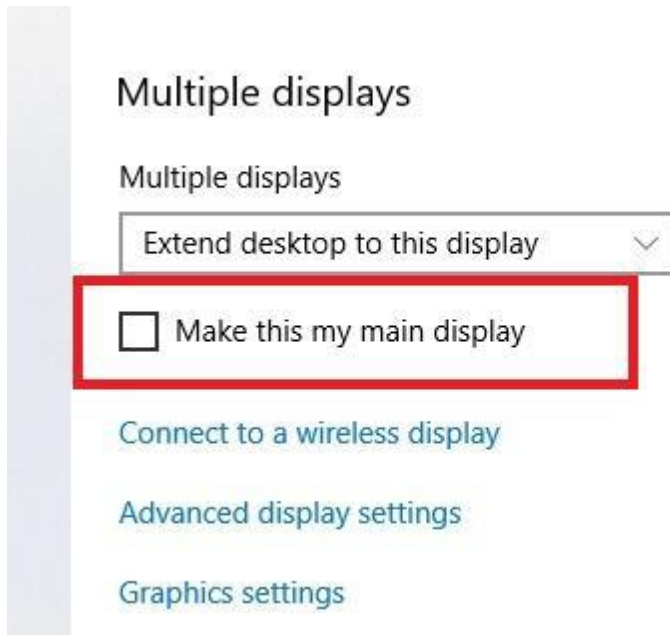 Multiple displays
Multiple displays
Extend desktop to this display
Make this my main display
Connect to a wireless display
Advanced display settings
Graphics settings